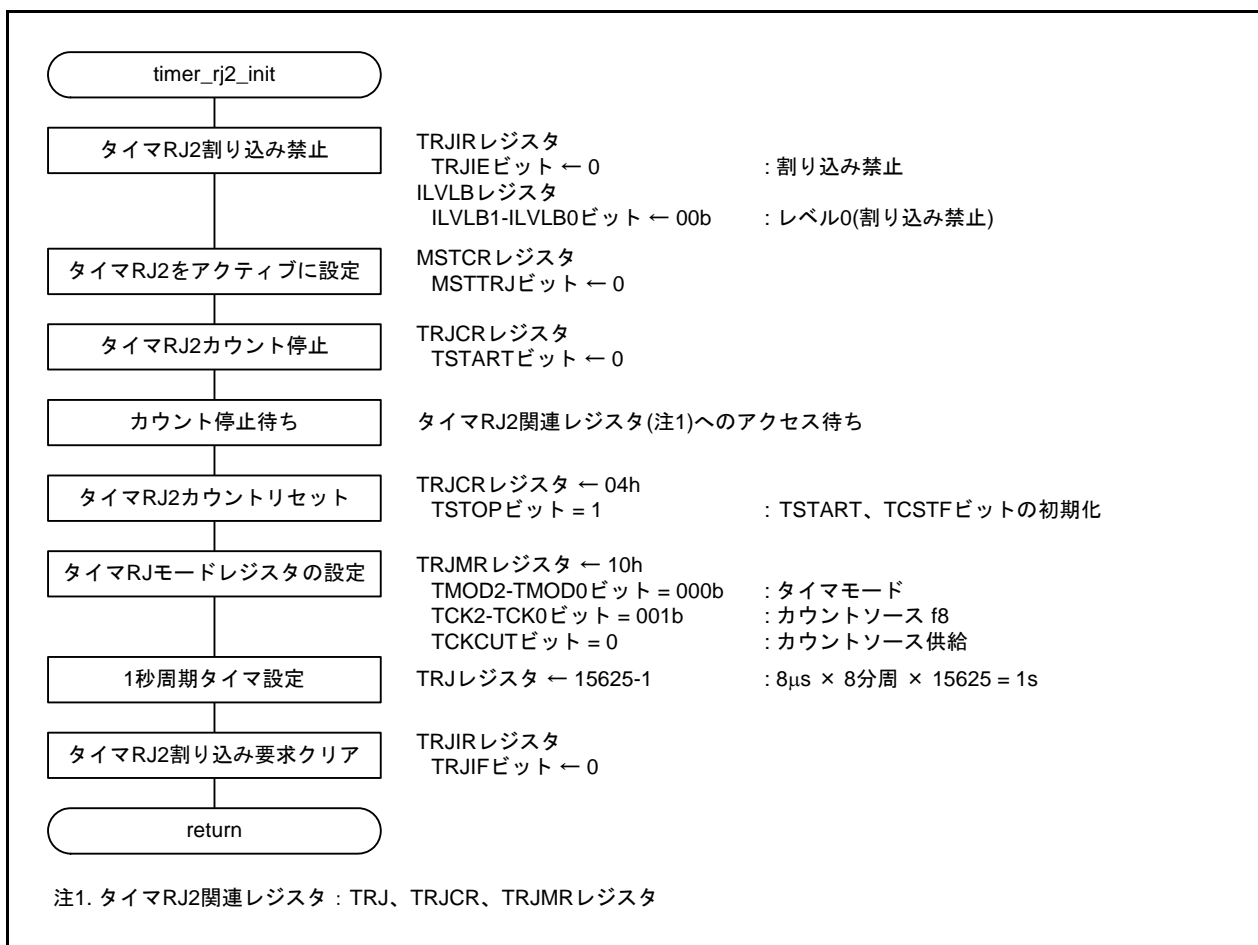 timer_rj2_init
タイマRJ2割り込み禁止
TRJIRレジスタ
TRJIEビット ← 0 : 割り込み禁止
ILVLBレジスタ
ILVLB1-ILVLB0ビット ← 00b : レベル0(割り込み禁止)
タイマRJ2をアクティブに設定
MSTCRレジスタ
MSTTRJビット ← 0
タイマRJ2カウント停止
TRJCRレジスタ
TSTARTビット ← 0
カウント停止待ち
タイマRJ2関連レジスタ(注1)へのアクセス待ち
タイマRJ2カウントリセット
TRJCRレジスタ ← 04h
TSTOPビット = 1 : TSTART、TCSTFビットの初期化
タイマRJモードレジスタの設定
TRJMRレジスタ ← 10h
TMOD2-TMOD0ビット = 000b : タイマモード
TCK2-TCK0ビット = 001b : カウントソース f8
TCKCUTビット = 0 : カウントソース供給
1秒周期タイマ設定
TRJレジスタ ← 15625-1 : 8μs × 8分周 × 15625 = 1s
タイマRJ2割り込み要求クリア
TRJIRレジスタ
TRJIFビット ← 0
return
注1. タイマRJ2関連レジスタ : TRJ、TRJCR、TRJMRレジスタ